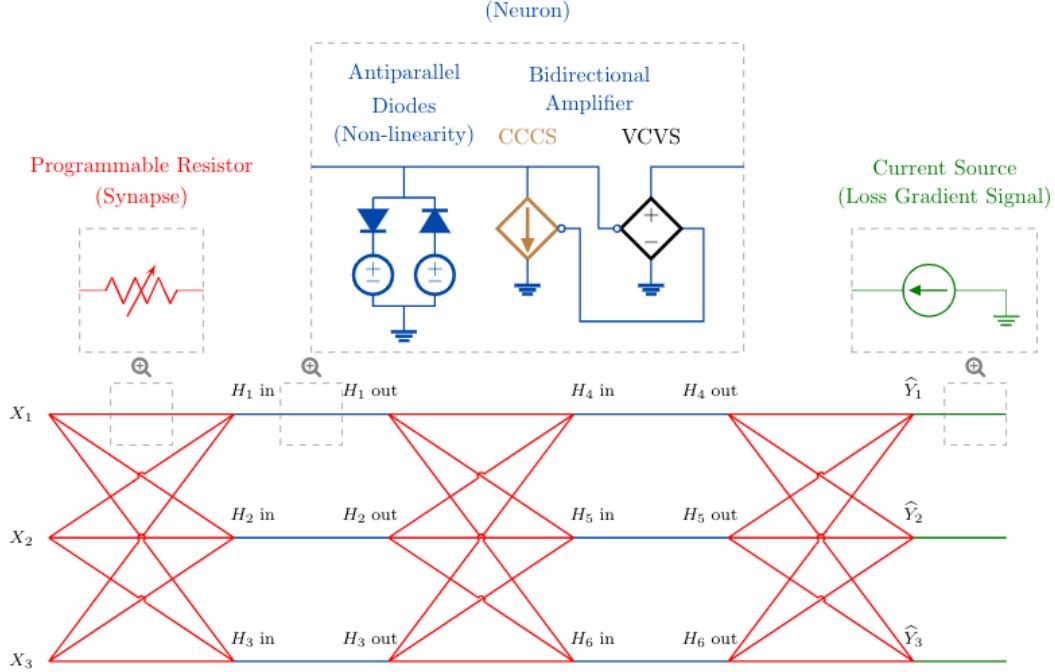 (Neuron)
Antiparallel
Diodes
(Non-linearity)
Bidirectional
Amplifier
CCCS
VCVS
Programmable Resistor
(Synapse)
Current Source
(Loss Gradient Signal)
X₁
H₁ in
H₁ out
H₄ in
H₄ out
Ŷ₁
X₂
H₂ in
H₂ out
H₅ in
H₅ out
Ŷ₂
X₃
H₃ in
H₃ out
H₆ in
H₆ out
Ŷ₃